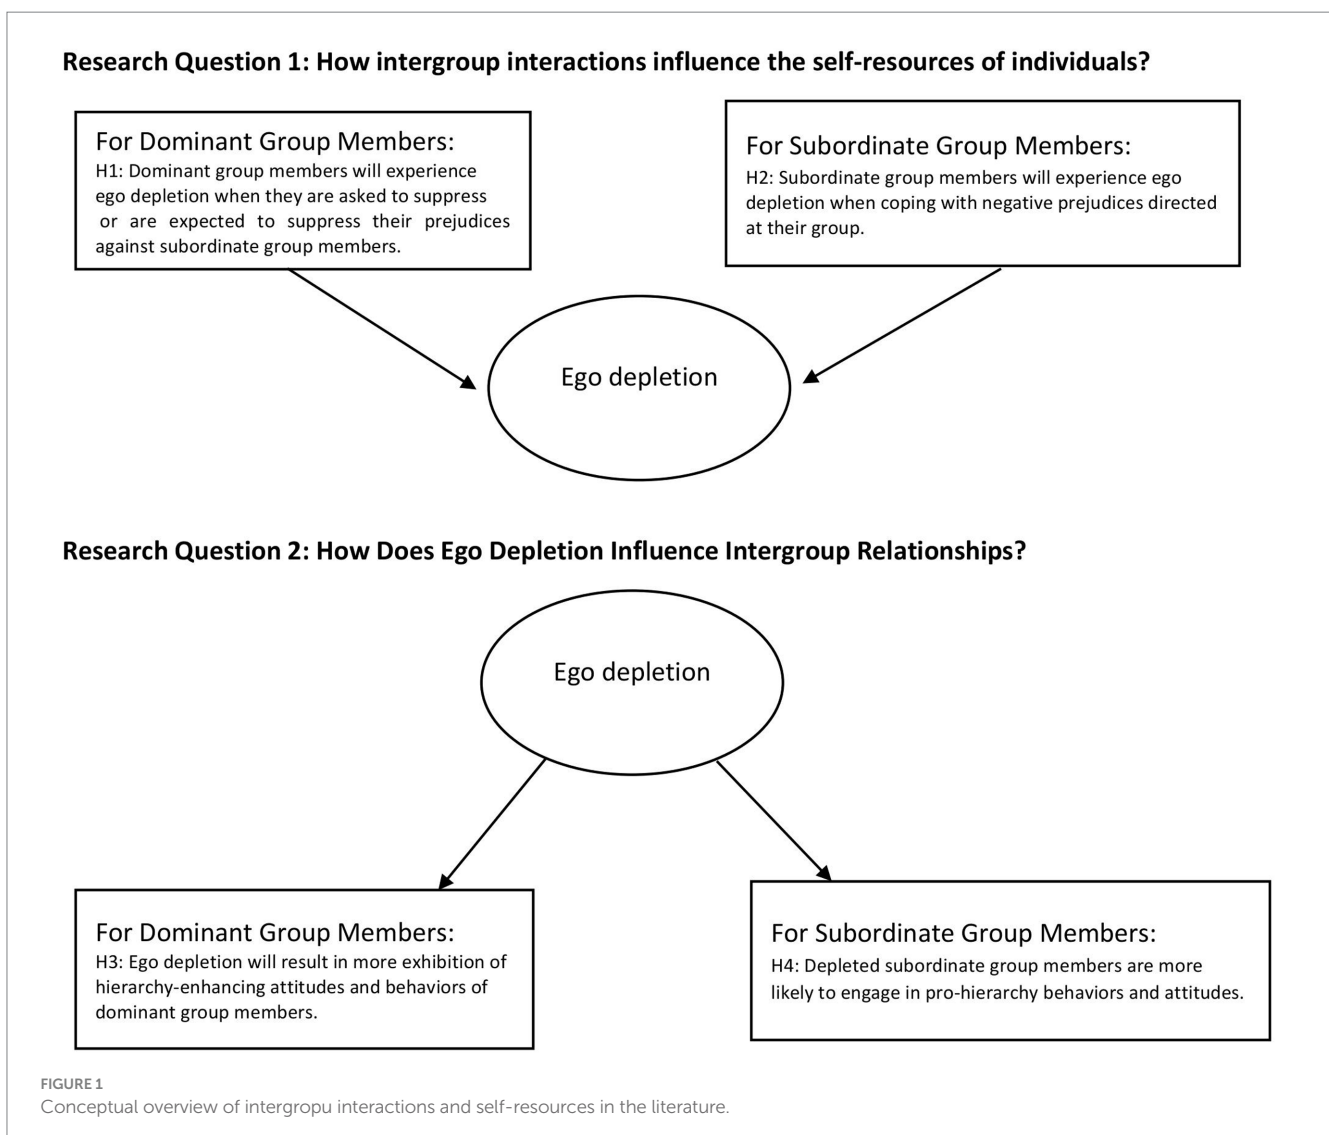 Research Question 1: How intergroup interactions influence the self-resources of individuals?
For Dominant Group Members:
H1: Dominant group members will experience
ego depletion when they are asked to suppress
or are expected to suppress their prejudices
against subordinate group members.
For Subordinate Group Members:
H2: Subordinate group members will experience ego
depletion when coping with negative prejudices directed
at their group.
Ego depletion
Research Question 2: How Does Ego Depletion Influence Intergroup Relationships?
Ego depletion
For Dominant Group Members:
H3: Ego depletion will result in more exhibition of
hierarchy-enhancing attitudes and behaviors of
dominant group members.
For Subordinate Group Members:
H4: Depleted subordinate group members are more
likely to engage in pro-hierarchy behaviors and attitudes.
FIGURE 1
Conceptual overview of intergropu interactions and self-resources in the literature.